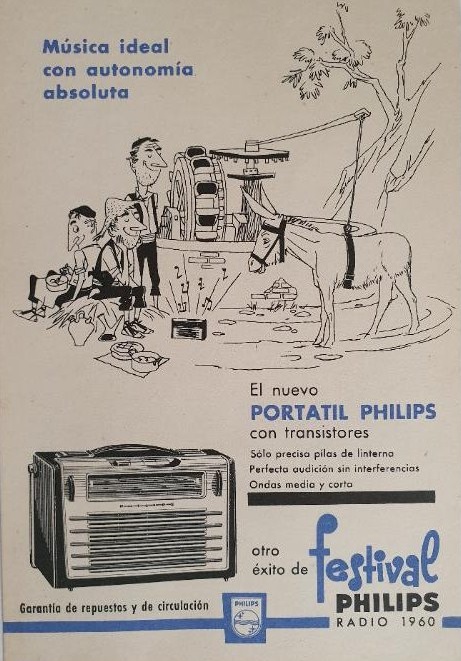 Música ideal
con autonomía
absoluta
El nuevo
PORTATIL PHILIPS
con transistores
Sólo precisa pilas de linterna
Perfecta audición sin interferencias
Ondas media y corta
otro
éxito de
festival
PHILIPS
RADIO 1960
Garantía de repuestos y de circulación
PHILIPS